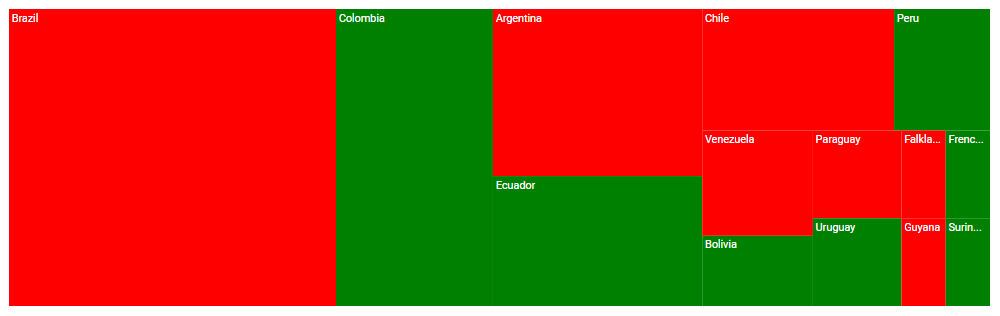 Brazil
Colombia
Argentina
Chile
Peru
Venezuela
Paraguay
Falkla...
Frenc...
Ecuador
Uruguay
Guyana
Surin...
Bolivia